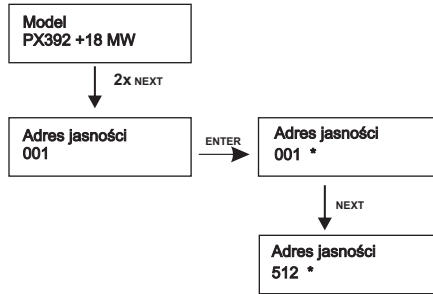 Model
PX392 +18 MW
2x NEXT
Adres jasności
001
ENTER
Adres jasności
001 *
NEXT
Adres jasności
512 *